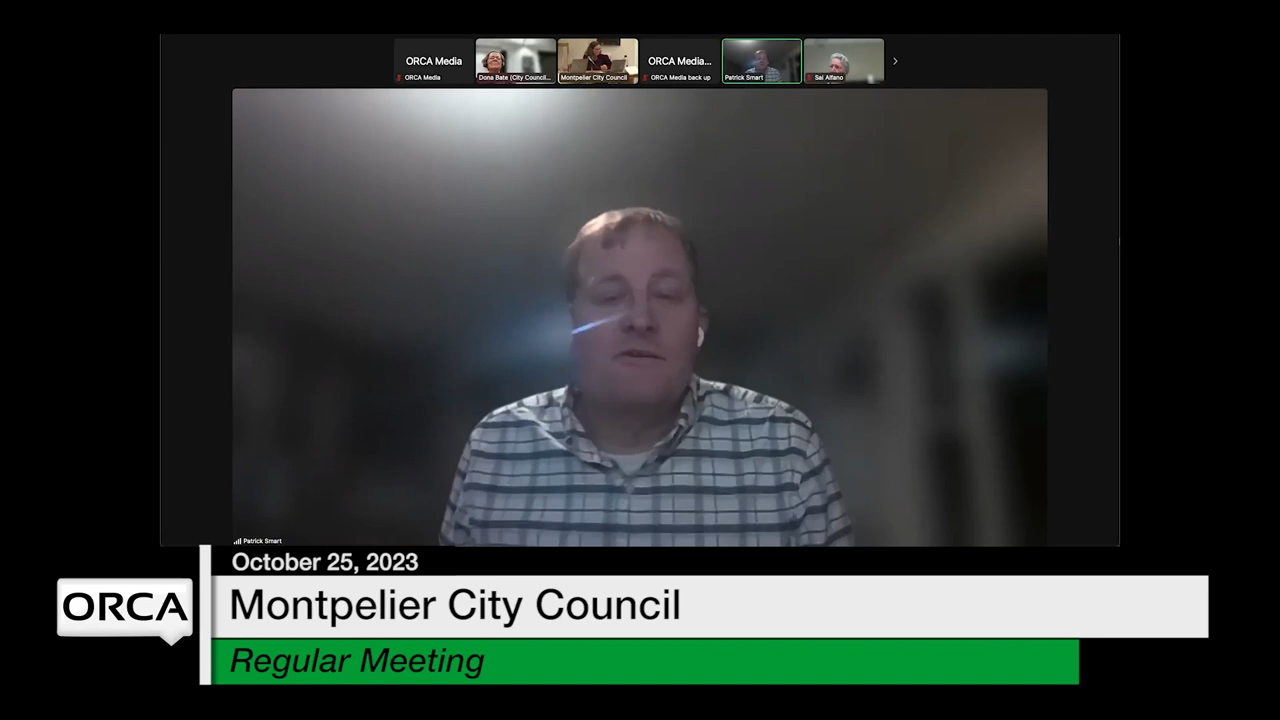 ORCA Media
ORCA Media...
ORCA Media
Dona Bate (City Council...
Montpelier City Council
ORCA Media back up
Patrick Smart
Sal Alfano
Patrick Smart
October 25, 2023
ORCA
Montpelier City Council
Regular Meeting